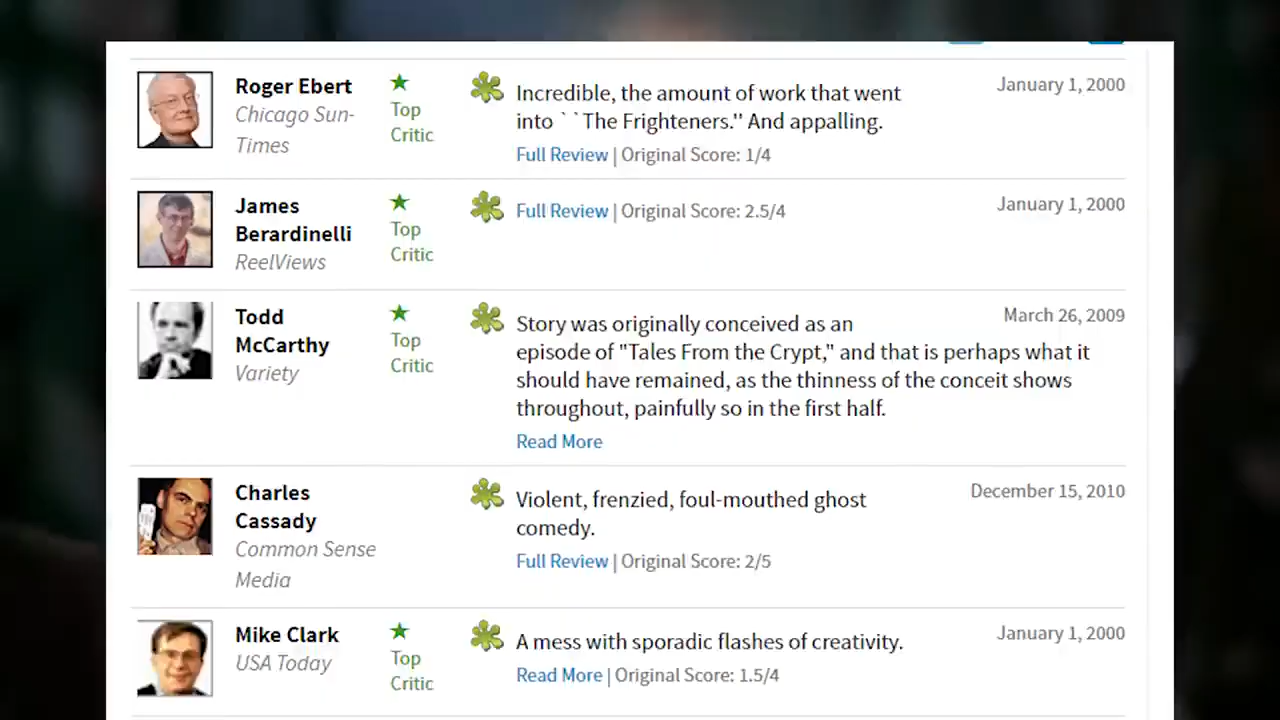 Roger Ebert
Chicago Sun-
Times
Top
Critic
Incredible, the amount of work that went
into ``The Frighteners.'' And appalling.
Full Review | Original Score: 1/4
January 1, 2000
James
Berardinelli
ReelViews
Top
Critic
Full Review | Original Score: 2.5/4
January 1, 2000
Todd
McCarthy
Variety
Top
Critic
Story was originally conceived as an
episode of "Tales From the Crypt," and that is perhaps what it
should have remained, as the thinness of the conceit shows
throughout, painfully so in the first half.
Read More
March 26, 2009
Charles
Cassady
Common Sense
Media
Violent, frenzied, foul-mouthed ghost
comedy.
Full Review | Original Score: 2/5
December 15, 2010
Mike Clark
USA Today
Top
Critic
A mess with sporadic flashes of creativity.
Read More | Original Score: 1.5/4
January 1, 2000